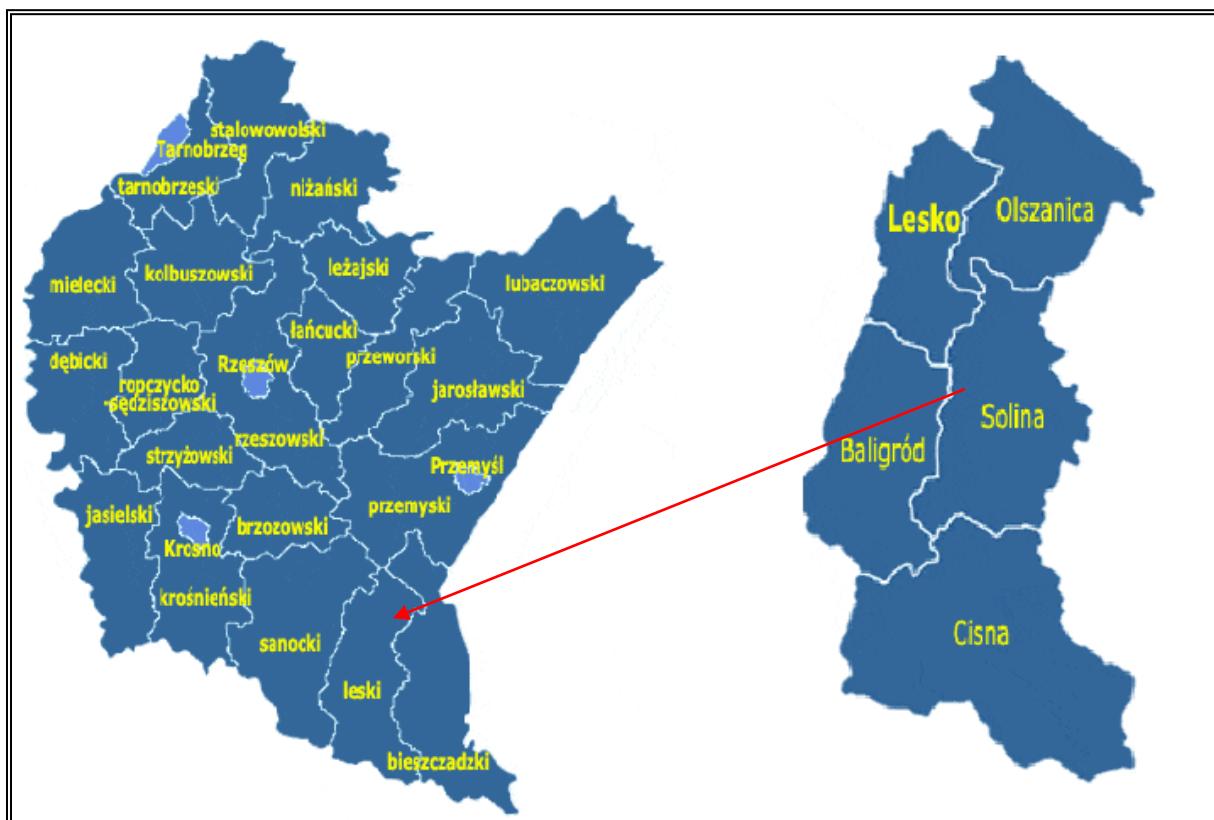 stalowowolski
Tarnobrzeg
tarnobrzeski
niżański
leżajski
kolbuszowski
mielecki
lubaczowski
łańcucki
przeworski
Rzeszów
dębicki
ropczycko
-sędziszowski
jarosławski
rzeszowski
strzyżowski
Przemyśl
przemyski
jasielski
brzozowski
Krosno
krośnieński
sanocki
leski
bieszczadzki
Lesko
Olszanica
Solina
Baligród
Cisna